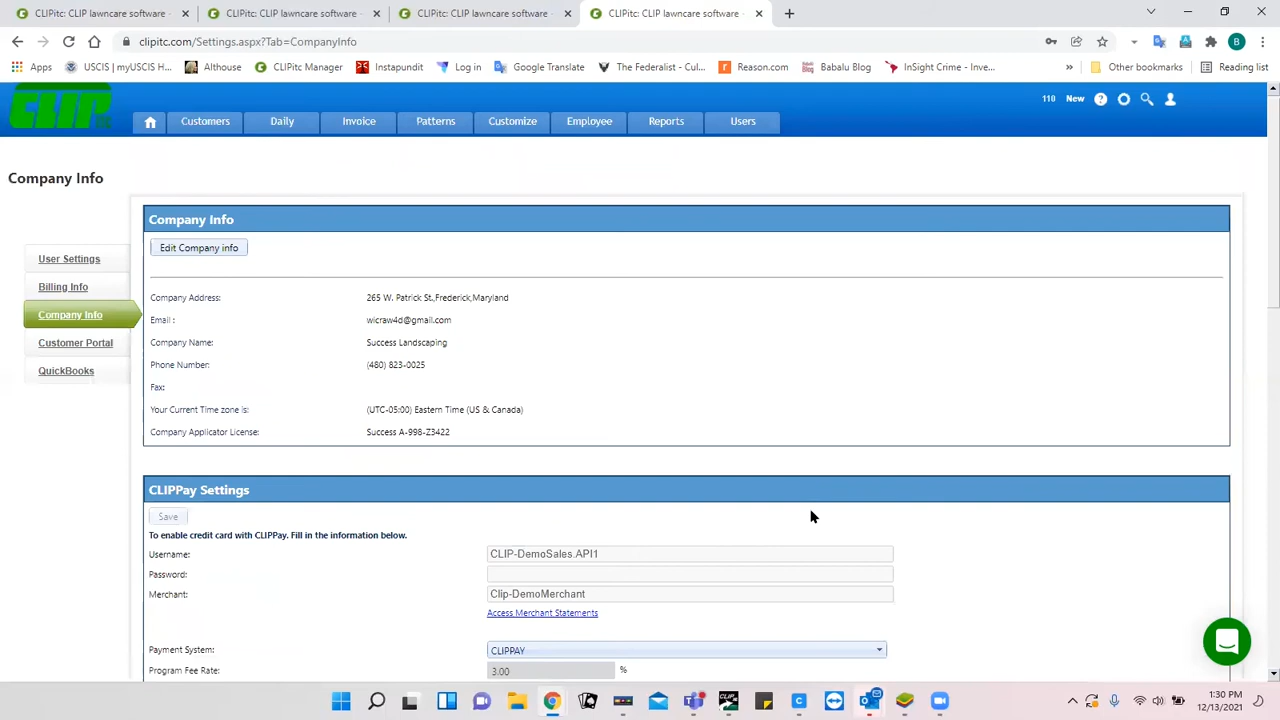 CLIPitc: CLIP lawncare software - CLIPitc: CLIP lawncare software - CLIPitc: CLIP lawncare software - CLIPitc: CLIP lawncare software -
clipitc.com/Settings.aspx?Tab=CompanyInfo
B
Apps USCIS | myUSCIS H... Althouse CLIPitc Manager Instapundit Log in Google Translate The Federalist - Cul... Reason.com Babalu Blog InSight Crime - Inve... » Other bookmarks Reading list
CLIP
110 New ?
Customers Daily Invoice Patterns Customize Employee Reports Users
Company Info
User Settings
Billing Info
Company Info
Customer Portal
QuickBooks
Company Info
Edit Company info
Company Address: 265 W. Patrick St.,Frederick,Maryland
Email : wicraw4d@gmail.com
Company Name: Success Landscaping
Phone Number: (480) 823-0025
Fax:
Your Current Time zone is: (UTC-05:00) Eastern Time (US & Canada)
Company Applicator License: Success A-998-Z3422
CLIPPay Settings
Save
To enable credit card with CLIPPay. Fill in the information below.
Username: CLIP-DemoSales.API1
Password:
Merchant: Clip-DemoMerchant
Access Merchant Statements
Payment System: CLIPPAY
Program Fee Rate: 3.00 %
1:30 PM
12/13/2021